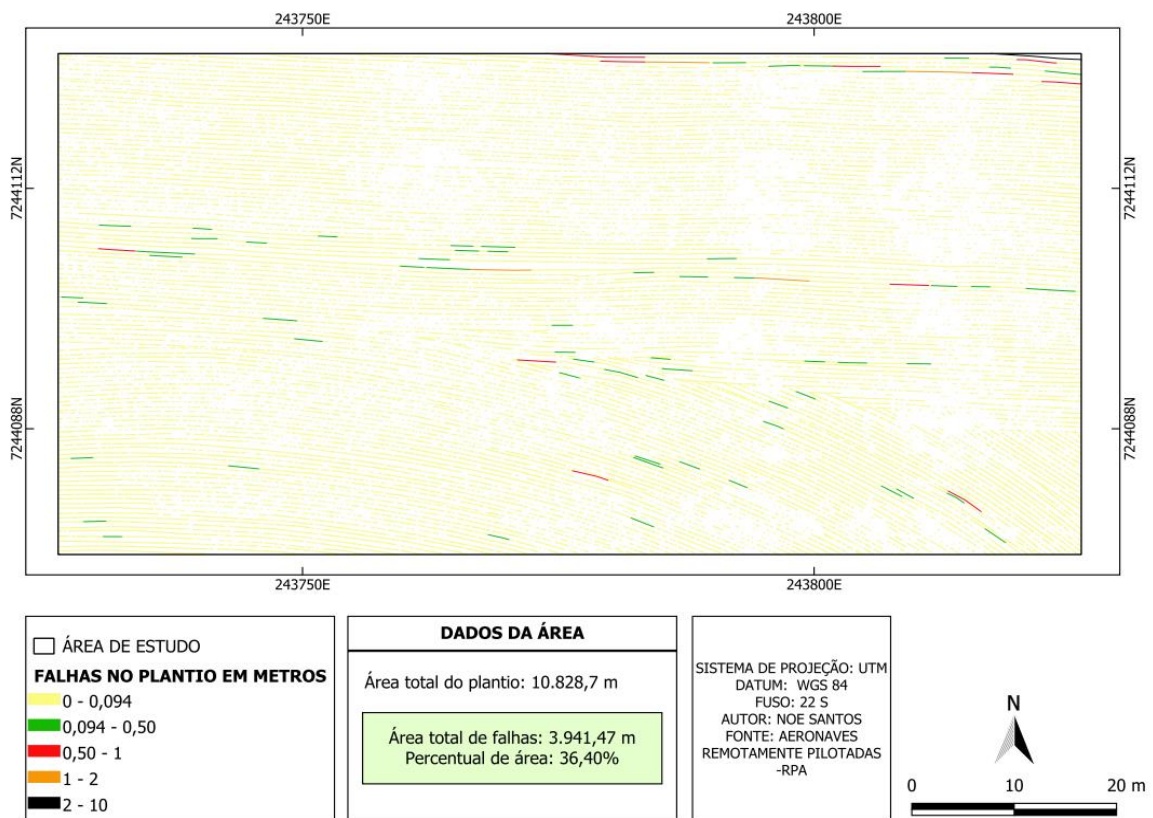 243750E
243800E
7244112N
7244112N
7244088N
7244088N
243750E
243800E
ÁREA DE ESTUDO
FALHAS NO PLANTIO EM METROS
0 - 0,094
0,094 - 0,50
0,50 - 1
1 - 2
2 - 10
DADOS DA ÁREA
Área total do plantio: 10.828,7 m
Área total de falhas: 3.941,47 m
Percentual de área: 36,40%
SISTEMA DE PROJEÇÃO: UTM
DATUM: WGS 84
FUSO: 22 S
AUTOR: NOE SANTOS
FONTE: AERONAVES
REMOTAMENTE PILOTADAS
-RPA
N
0 10 20 m